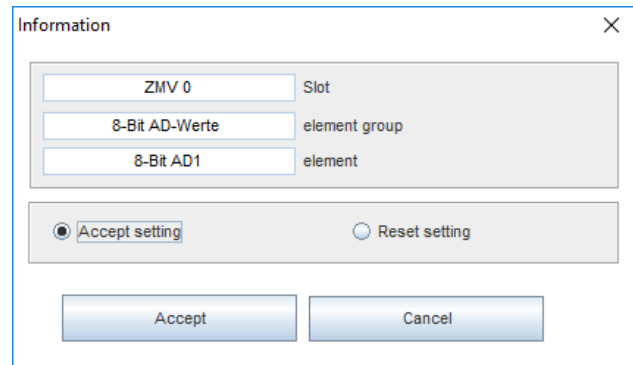 Information
ZMV 0 Slot
8-Bit AD-Werte element group
8-Bit AD1 element
Accept setting Reset setting
Accept Cancel